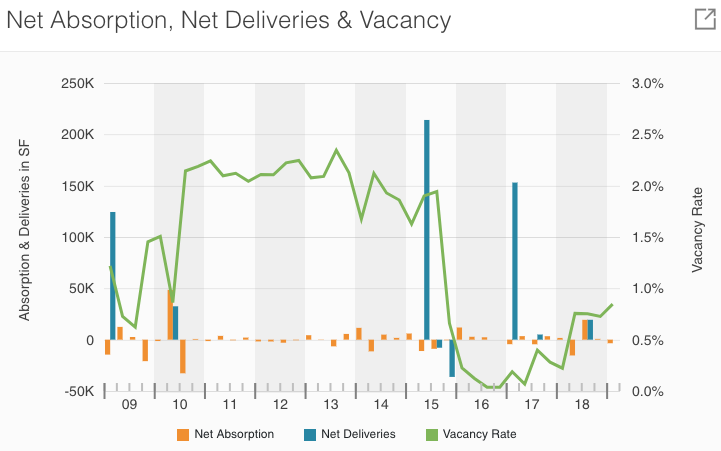 Net Absorption, Net Deliveries & Vacancy
250K
200K
150K
100K
50K
0
-50K
Absorption & Deliveries in SF
3.0%
2.5%
2.0%
1.5%
1.0%
0.5%
0.0%
Vacancy Rate
09 10 11 12 13 14 15 16 17 18
Net Absorption Net Deliveries Vacancy Rate